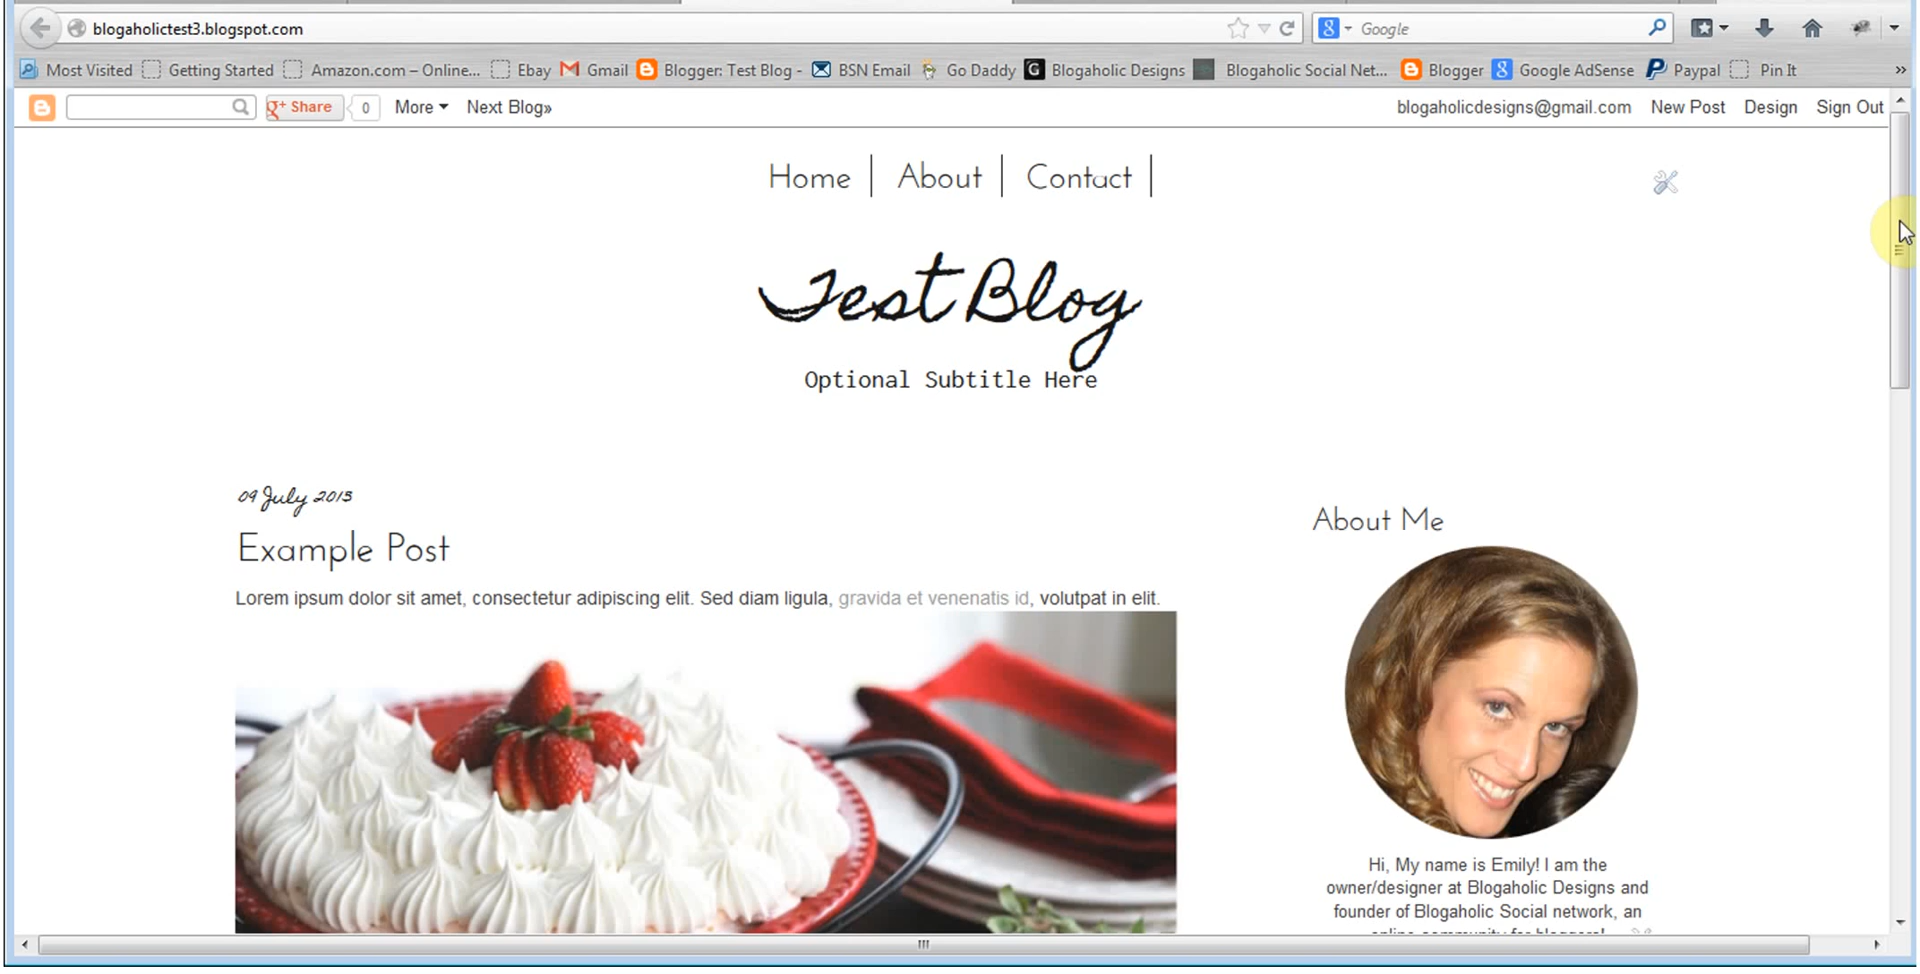 blogaholictest3.blogspot.com
Google
Most Visited Getting Started Amazon.com – Online... Ebay Gmail Blogger: Test Blog - BSN Email Go Daddy Blogaholic Designs Blogaholic Social Net... Blogger Google AdSense Paypal Pin It »
g+ Share 0 More Next Blog» blogaholicdesigns@gmail.com New Post Design Sign Out
Home | About | Contact |
Test Blog
Optional Subtitle Here
09 July 2013
Example Post
Lorem ipsum dolor sit amet, consectetur adipiscing elit. Sed diam ligula, gravida et venenatis id, volutpat in elit.
About Me
Hi, My name is Emily! I am the
owner/designer at Blogaholic Designs and
founder of Blogaholic Social network, an
online community for bloggers!